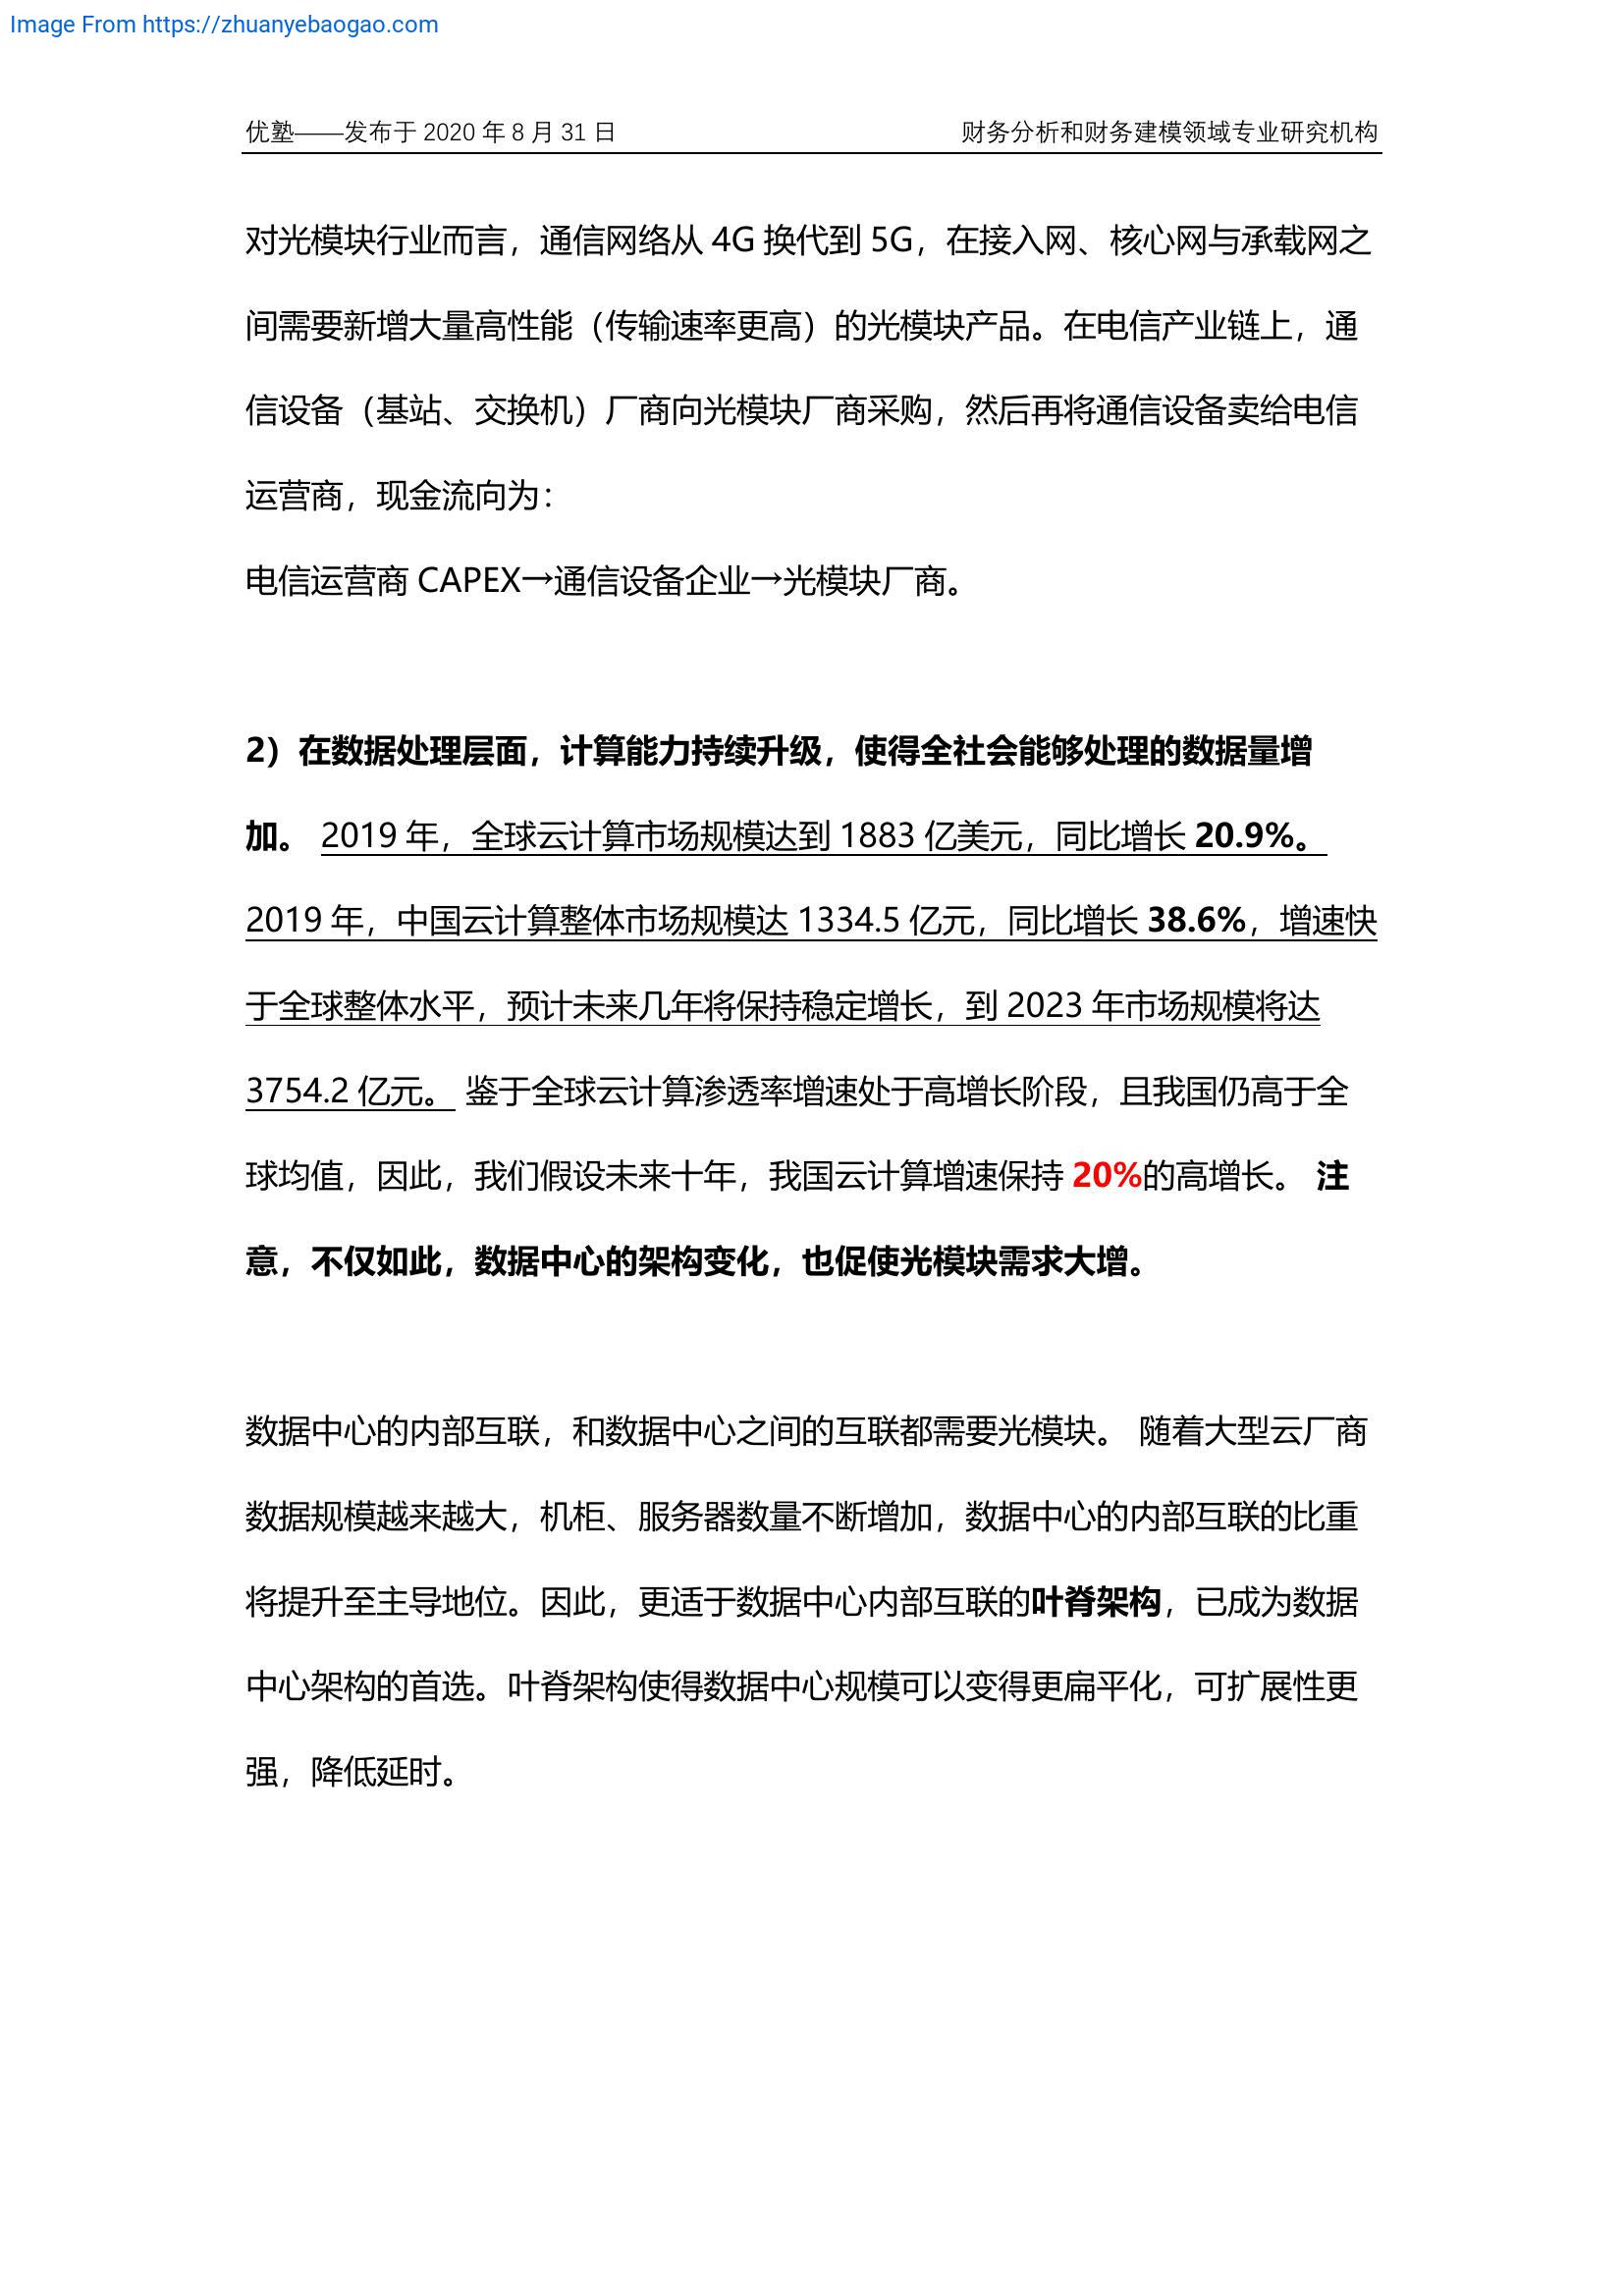 Image From https://zhuanyebaogao.com
优塾——发布于 2020 年 8 月 31 日 财务分析和财务建模领域专业研究机构
对光模块行业而言，通信网络从 4G 换代到 5G，在接入网、核心网与承载网之
间需要新增大量高性能（传输速率更高）的光模块产品。在电信产业链上，通
信设备（基站、交换机）厂商向光模块厂商采购，然后再将通信设备卖给电信
运营商，现金流向为：
电信运营商 CAPEX→通信设备企业→光模块厂商。
2）在数据处理层面，计算能力持续升级，使得全社会能够处理的数据量增
加。 2019 年，全球云计算市场规模达到 1883 亿美元，同比增长 20.9%。
2019 年，中国云计算整体市场规模达 1334.5 亿元，同比增长 38.6%，增速快
于全球整体水平，预计未来几年将保持稳定增长，到 2023 年市场规模将达
3754.2 亿元。 鉴于全球云计算渗透率增速处于高增长阶段，且我国仍高于全
球均值，因此，我们假设未来十年，我国云计算增速保持 20%的高增长。 注
意，不仅如此，数据中心的架构变化，也促使光模块需求大增。
数据中心的内部互联，和数据中心之间的互联都需要光模块。 随着大型云厂商
数据规模越来越大，机柜、服务器数量不断增加，数据中心的内部互联的比重
将提升至主导地位。因此，更适于数据中心内部互联的叶脊架构，已成为数据
中心架构的首选。叶脊架构使得数据中心规模可以变得更扁平化，可扩展性更
强，降低延时。